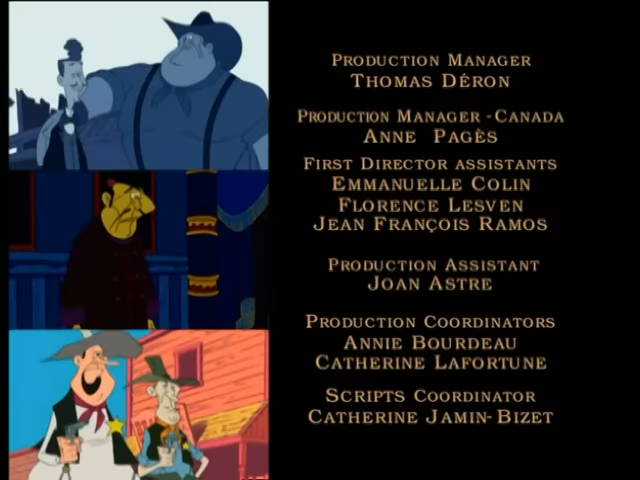 PRODUCTION MANAGER
THOMAS DÉRON
PRODUCTION MANAGER - CANADA
ANNE PAGÈS
FIRST DIRECTOR ASSISTANTS
EMMANUELLE COLIN
FLORENCE LESVEN
JEAN FRANÇOIS RAMOS
PRODUCTION ASSISTANT
JOAN ASTRE
PRODUCTION COORDINATORS
ANNIE BOURDEAU
CATHERINE LAFORTUNE
SCRIPTS COORDINATOR
CATHERINE JAMIN-BIZET